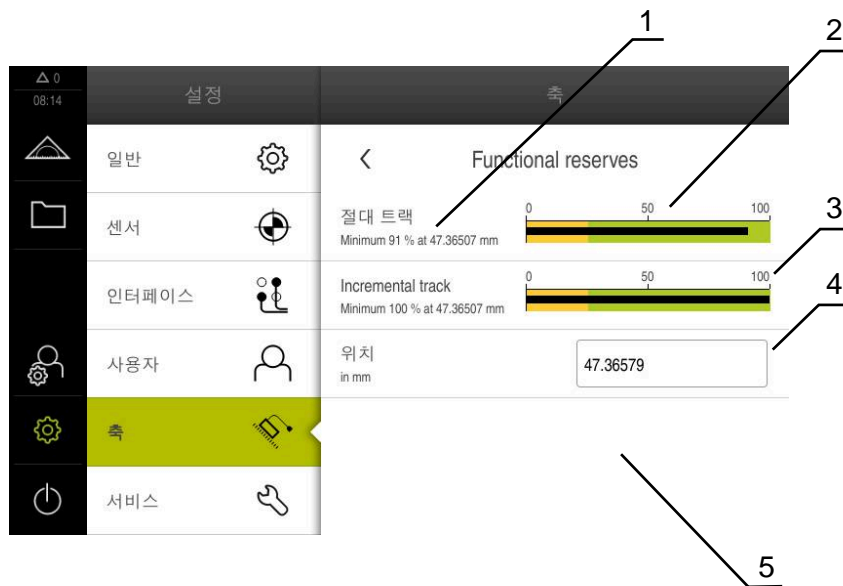 1
2
△ 0
08:14
설정
축
일반
< Functional reserves
절대 트랙
Minimum 91 % at 47.36507 mm
0 50 100
센서
3
Incremental track
Minimum 100 % at 47.36507 mm
0 50 100
인터페이스
4
위치
in mm
47.36579
사용자
축
서비스
5